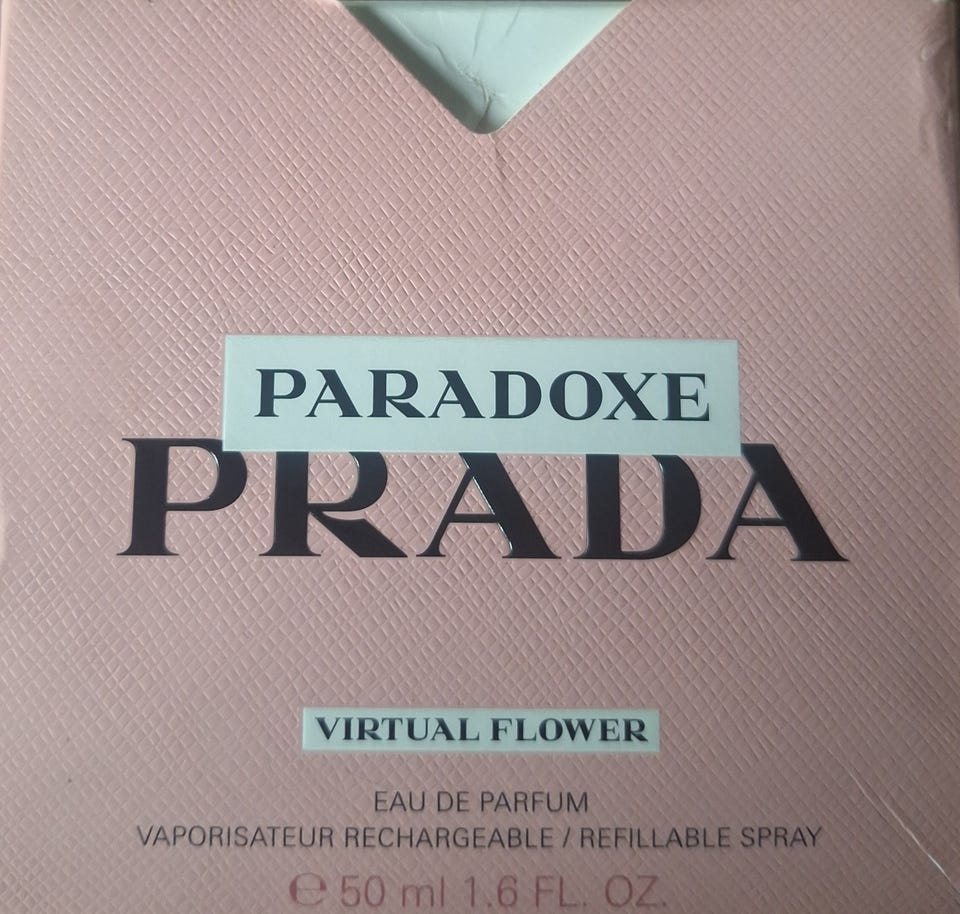 PARADOXE
PRADA
VIRTUAL FLOWER
EAU DE PARFUM
VAPORISATEUR RECHARGEABLE / REFILLABLE SPRAY
℮ 50 ml 1.6 FL. OZ.